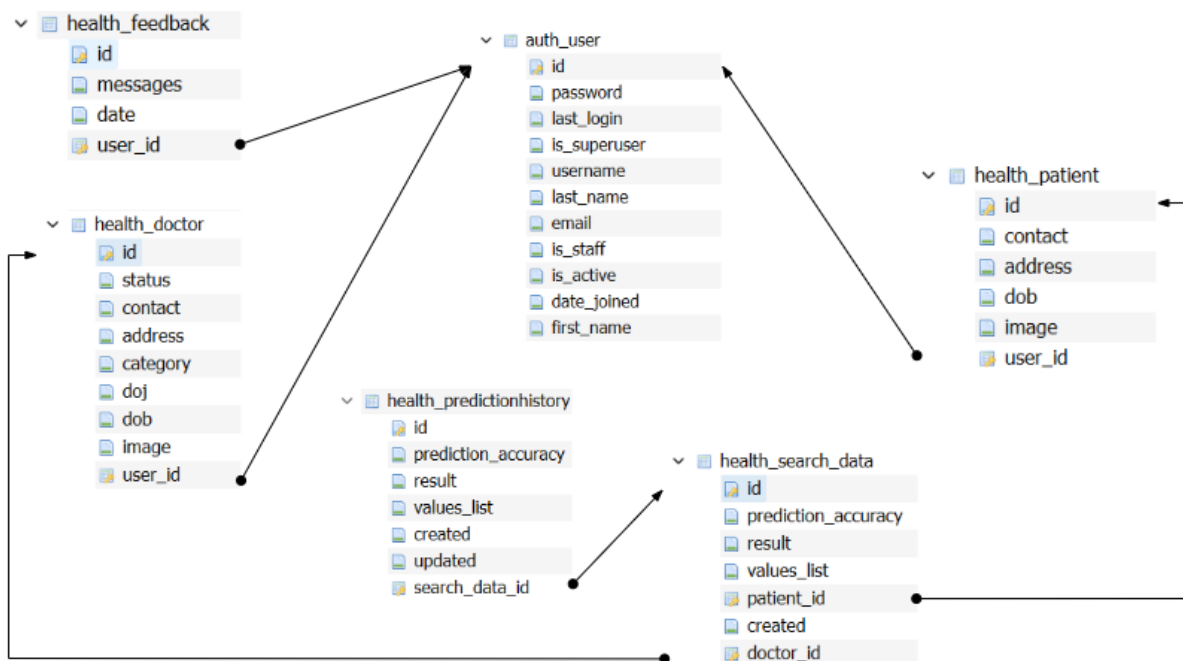 health_feedback
id
messages
date
user_id
auth_user
id
password
last_login
is_superuser
username
last_name
email
is_staff
is_active
date_joined
first_name
health_patient
id
contact
address
dob
image
user_id
health_doctor
id
status
contact
address
category
doj
dob
image
user_id
health_predictionhistory
id
prediction_accuracy
result
values_list
created
updated
search_data_id
health_search_data
id
prediction_accuracy
result
values_list
patient_id
created
doctor_id